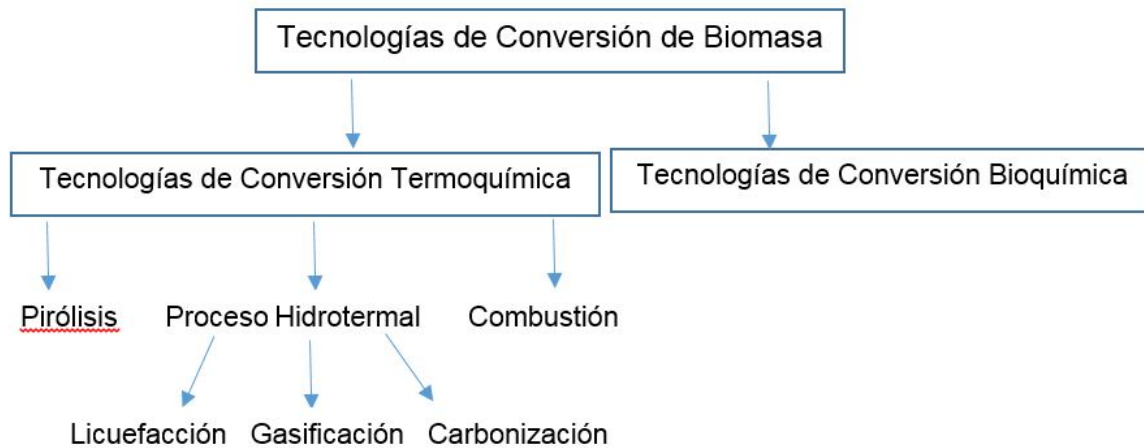 Tecnologías de Conversión de Biomasa
Tecnologías de Conversión Termoquímica
Tecnologías de Conversión Bioquímica
Pirólisis
Proceso Hidrotermal
Combustión
Licuefacción
Gasificación
Carbonización